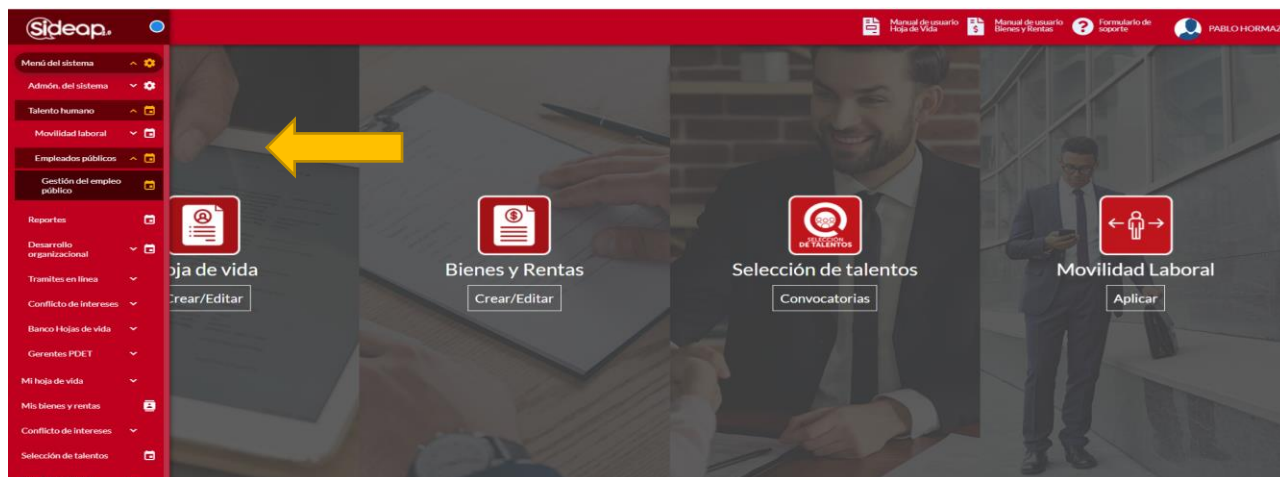 sideap 2.0
Manual de usuario
Hoja de Vida
Manual de usuario
Bienes y Rentas
Formulario de
soporte
PABLO HORMAZ
Menú del sistema
Admón. del sistema
Talento humano
Movilidad laboral
Empleados públicos
Gestión del empleo
público
Reportes
Desarrollo
organizacional
Tramites en línea
Conflicto de intereses
Banco Hojas de vida
Gerentes PDET
Mi hoja de vida
Mis bienes y rentas
Conflicto de intereses
Selección de talentos
oja de vida
Crear/Editar
Bienes y Rentas
Crear/Editar
SELECCIÓN
DE TALENTOS
Selección de talentos
Convocatorias
Movilidad Laboral
Aplicar